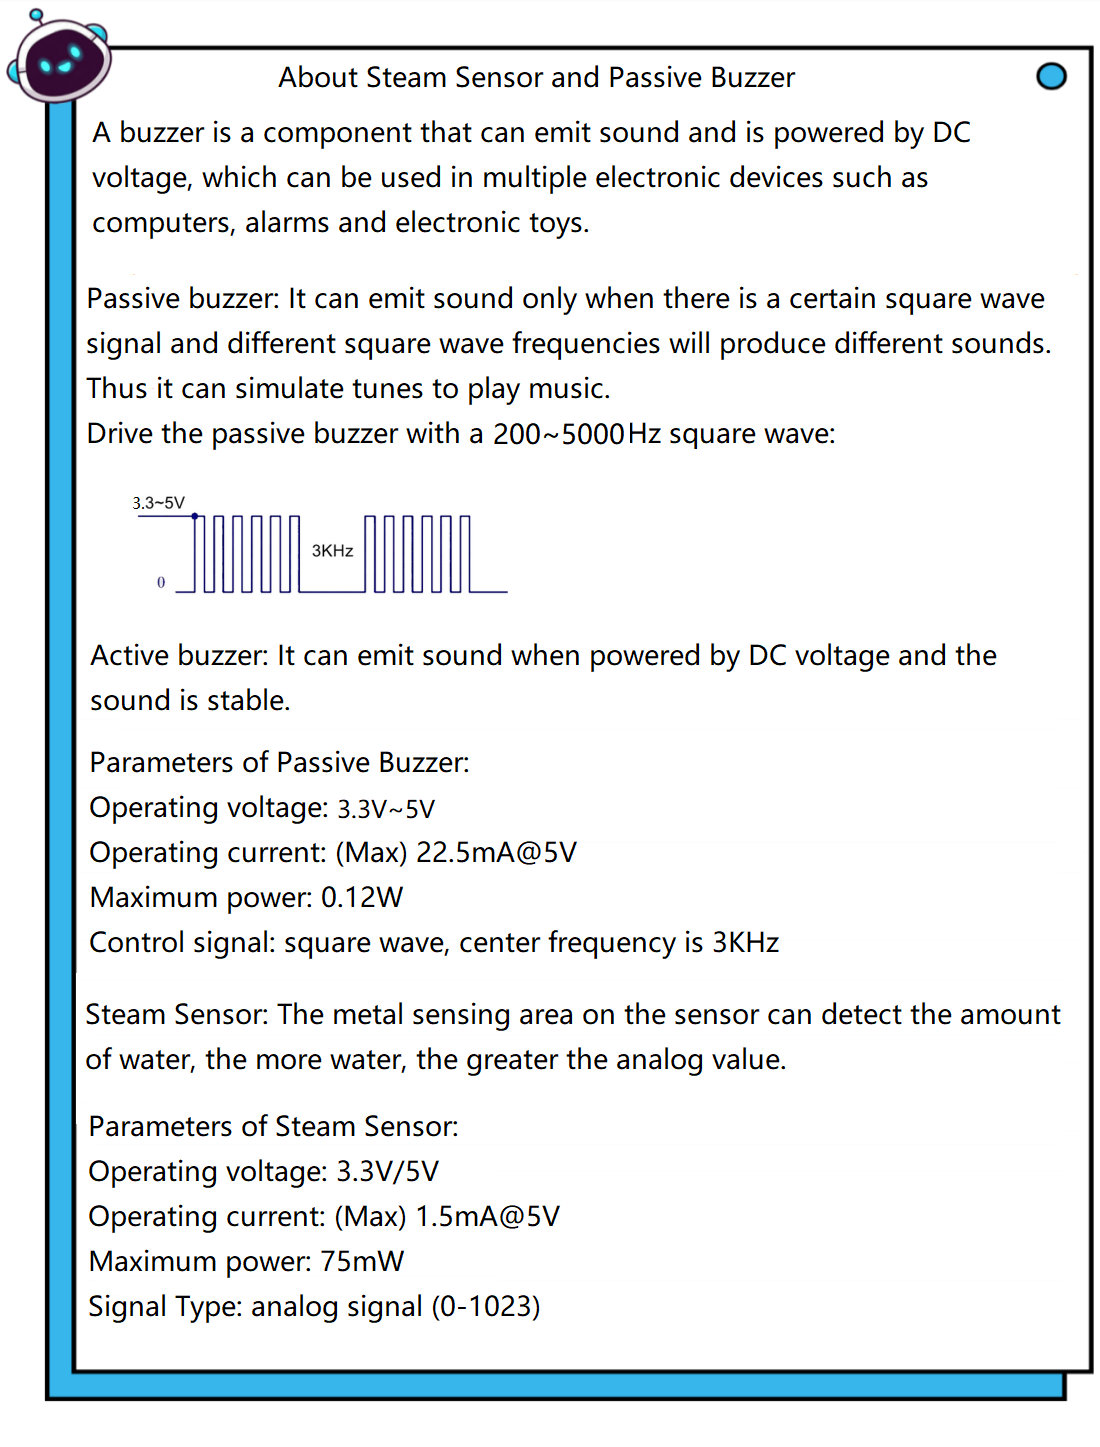 About Steam Sensor and Passive Buzzer
A buzzer is a component that can emit sound and is powered by DC
voltage, which can be used in multiple electronic devices such as
computers, alarms and electronic toys.
Passive buzzer: It can emit sound only when there is a certain square wave
signal and different square wave frequencies will produce different sounds.
Thus it can simulate tunes to play music.
Drive the passive buzzer with a 200~5000Hz square wave:
3.3~5V
3KHz
0
Active buzzer: It can emit sound when powered by DC voltage and the
sound is stable.
Parameters of Passive Buzzer:
Operating voltage: 3.3V~5V
Operating current: (Max) 22.5mA@5V
Maximum power: 0.12W
Control signal: square wave, center frequency is 3KHz
Steam Sensor: The metal sensing area on the sensor can detect the amount
of water, the more water, the greater the analog value.
Parameters of Steam Sensor:
Operating voltage: 3.3V/5V
Operating current: (Max) 1.5mA@5V
Maximum power: 75mW
Signal Type: analog signal (0-1023)